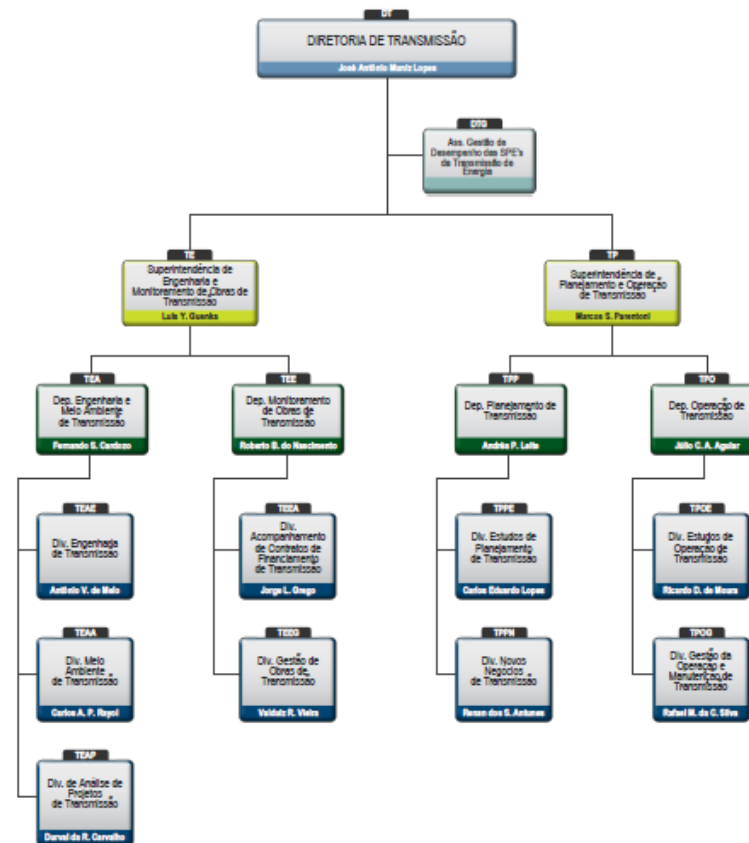 DT
DIRETORIA DE TRANSMISSÃO
José Antônio Muniz Lopes
DTG
Ass. Gestão de
Desempenho das SPE's
de Transmissão de
Energia
TE
Superintendência de
Engenharia e
Monitoramento de Obras de
Transmissão
Luis Y.
TP
Superintendência de
Planejamento e Operação
de Transmissão
Marcos S. Parentoni
TEA
Dep. Engenharia e
Meio Ambiente
de Transmissão
Fernando S. Cardozo
TEE
Dep. Monitoramento
de Obras de
Transmissão
Roberto B. do Nascimento
TPP
Dep. Planejamento de
Transmissão
Andréa P. Leite
TPO
Dep. Operação de
Transmissão
Júlio C. A. Aguiar
TEAE
Div. Engenharia
de Transmissão
Antônio V. de Melo
TEEA
Div.
Acompanhamento
de Contratos de
Financiamento
de Transmissão
Jorge L. Grego
TPPE
Div. Estudos de
Planejamento
de Transmissão
Carlos Eduardo Lopes
TPOE
Div. Estudos de
Operação de
Transmissão
Ricardo D. de Moura
TEAA
Div. Meio
Ambiente
de Transmissão
Carlos A. P. Rayol
TEEG
Div. Gestão de
Obras de
Transmissão
Valduiz R. Vieira
TPPN
Div. Novos
Negócios
de Transmissão
Renan dos S. Antunes
TPOG
Div. Gestão da
Operação e
Manutenção de
Transmissão
Rafael M. da C. Silva
TEAP
Div. de Análise de
Projetos
de Transmissão
Durval da R. Carvalho